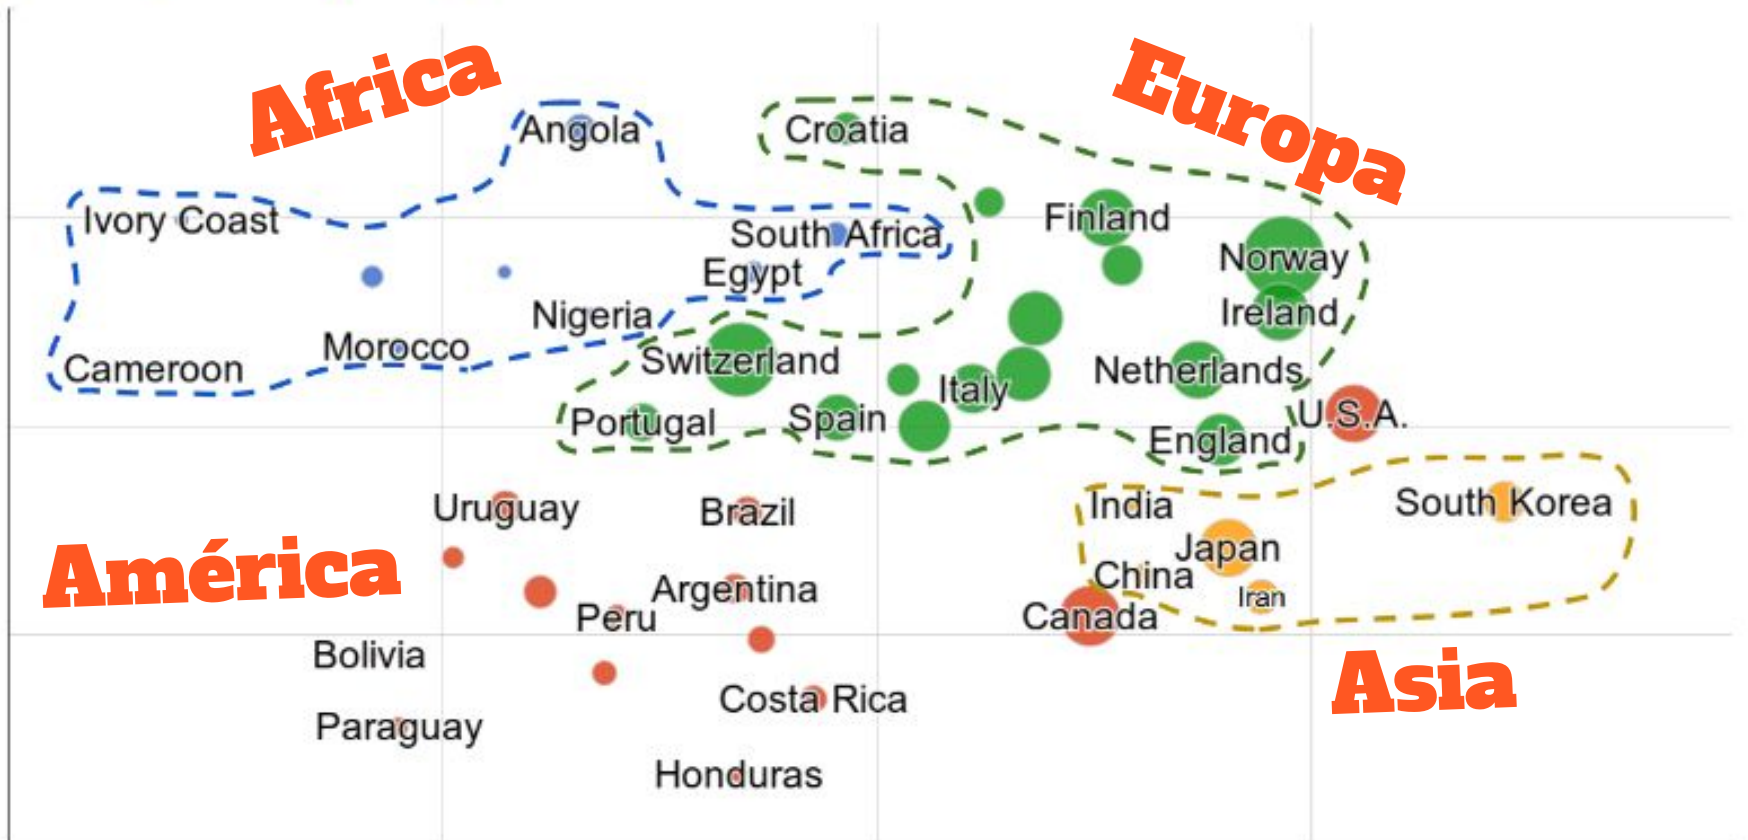 Africa
Europa
Angola
Croatia
Ivory Coast
Finland
South Africa
Norway
Egypt
Nigeria
Ireland
Morocco
Switzerland
Cameroon
Netherlands
Italy
Portugal
Spain
U.S.A.
England
Uruguay
Brazil
India
South Korea
América
Japan
China
Argentina
Iran
Peru
Canada
Bolivia
Asia
Costa Rica
Paraguay
Honduras